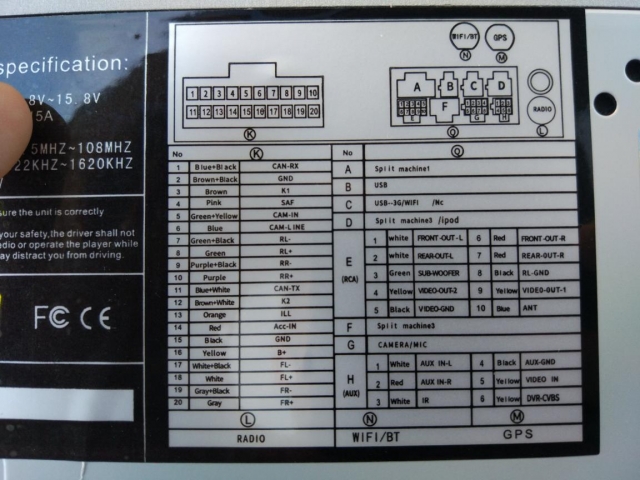 specification:
8V~15.8V
5A
5MHZ~108MHZ
22KHZ~1620KHZ
ure the unit is correctly
your safety,the driver shall not
edio or operate the player while
ay distract you from driving.
FC CE
WIFI/BT
GPS
N
M
1 2 3 4 5 6 7 8 9 10
11 12 13 14 15 16 17 18 19 20
K
A B C D
E F G H
Q
RADIO
L
No K
1 Blue+Black CAN-RX
2 Brown+Black GND
3 Brown K1
4 Pink SAF
5 Green+Yellow CAM-IN
6 Blue CAM-LINE
7 Green+Black RL-
8 Green RL+
9 Purple+Black RR-
10 Purple RR+
11 Blue+White CAN-TX
12 Brown+White K2
13 Orange ILL
14 Red Acc-IN
15 Black GND
16 Yellow B+
17 White+Black FL-
18 White FL+
19 Gray+Black FR-
20 Gray FR+
No Q
A Split machine1
B USB
C USB--3G/WIFI /Nc
D Split machine3 /ipod
E (RCA)
1 white FRONT-OUT-L 6 Red FRONT-OUT-R
2 white REAR-OUT-L 7 Red REAR-OUT-R
3 Green SUB-WOOFER 8 Black RL-GND
4 Yellow VIDEO-OUT-2 9 Yellow VIDEO-OUT-1
5 Black VIDEO-GND 10 Blue ANT
F Split machine3
G CAMERA/MIC
H (AUX)
1 White AUX IN-L 4 Black AUX-GND
2 Red AUX IN-R 5 Yellow VIDEO IN
3 White IR 6 Yellow DVR-CVBS
L N M
RADIO WIFI/BT GPS